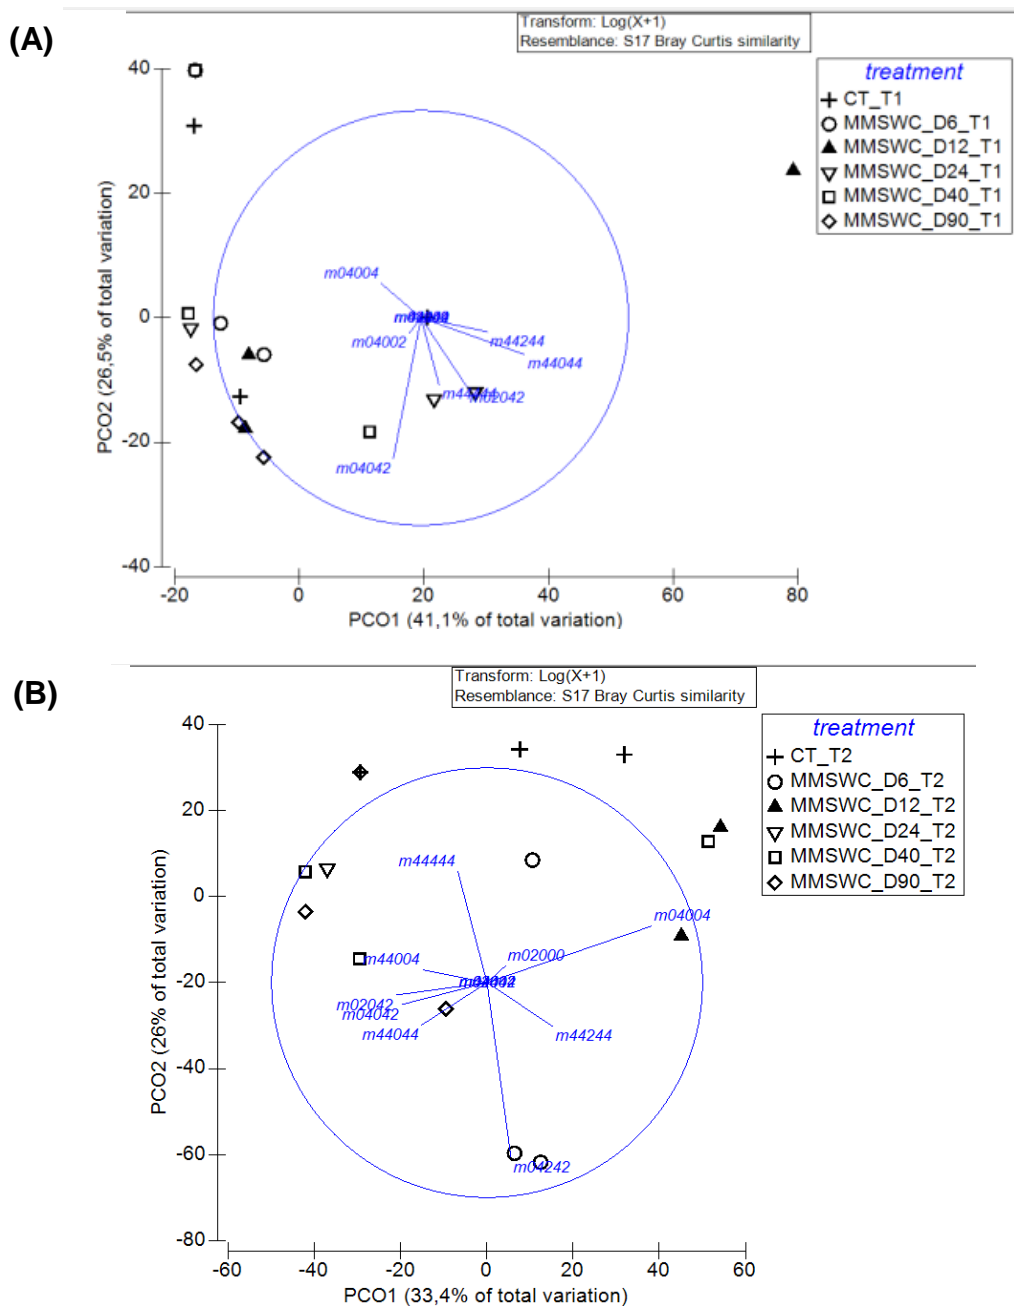 (A)
Transform: Log(X+1)
Resemblance: S17 Bray Curtis similarity
treatment
CT_T1
MMSWC_D6_T1
MMSWC_D12_T1
MMSWC_D24_T1
MMSWC_D40_T1
MMSWC_D90_T1
40
20
0
-20
-40
PCO2 (26,5% of total variation)
m04004
m04002
m44244
m44044
m02042
m04042
-20
0
20
40
60
80
PCO1 (41,1% of total variation)
(B)
Transform: Log(X+1)
Resemblance: S17 Bray Curtis similarity
treatment
CT_T2
MMSWC_D6_T2
MMSWC_D12_T2
MMSWC_D24_T2
MMSWC_D40_T2
MMSWC_D90_T2
40
20
0
-20
-40
-60
-80
PCO2 (26% of total variation)
m44444
m04004
m02000
m44004
m02042
m04042
m44044
m44244
m04242
-60
-40
-20
0
20
40
60
PCO1 (33,4% of total variation)